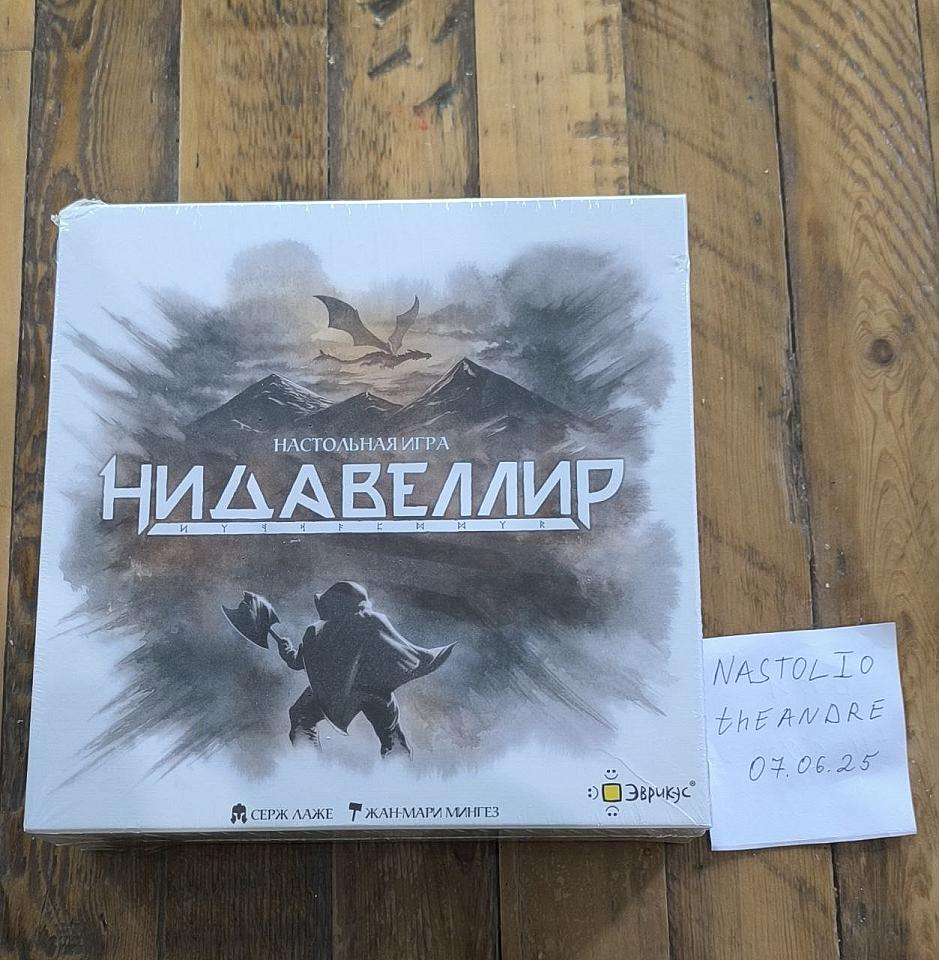 НАСТОЛЬНАЯ ИГРА
НИДАВЕЛЛИР
СЕРЖ ЛАЖЕ ЖАН-МАРИ МИНГЕЗ
Эврикус®
NASTOLIO
thEANDRE
07.06.25